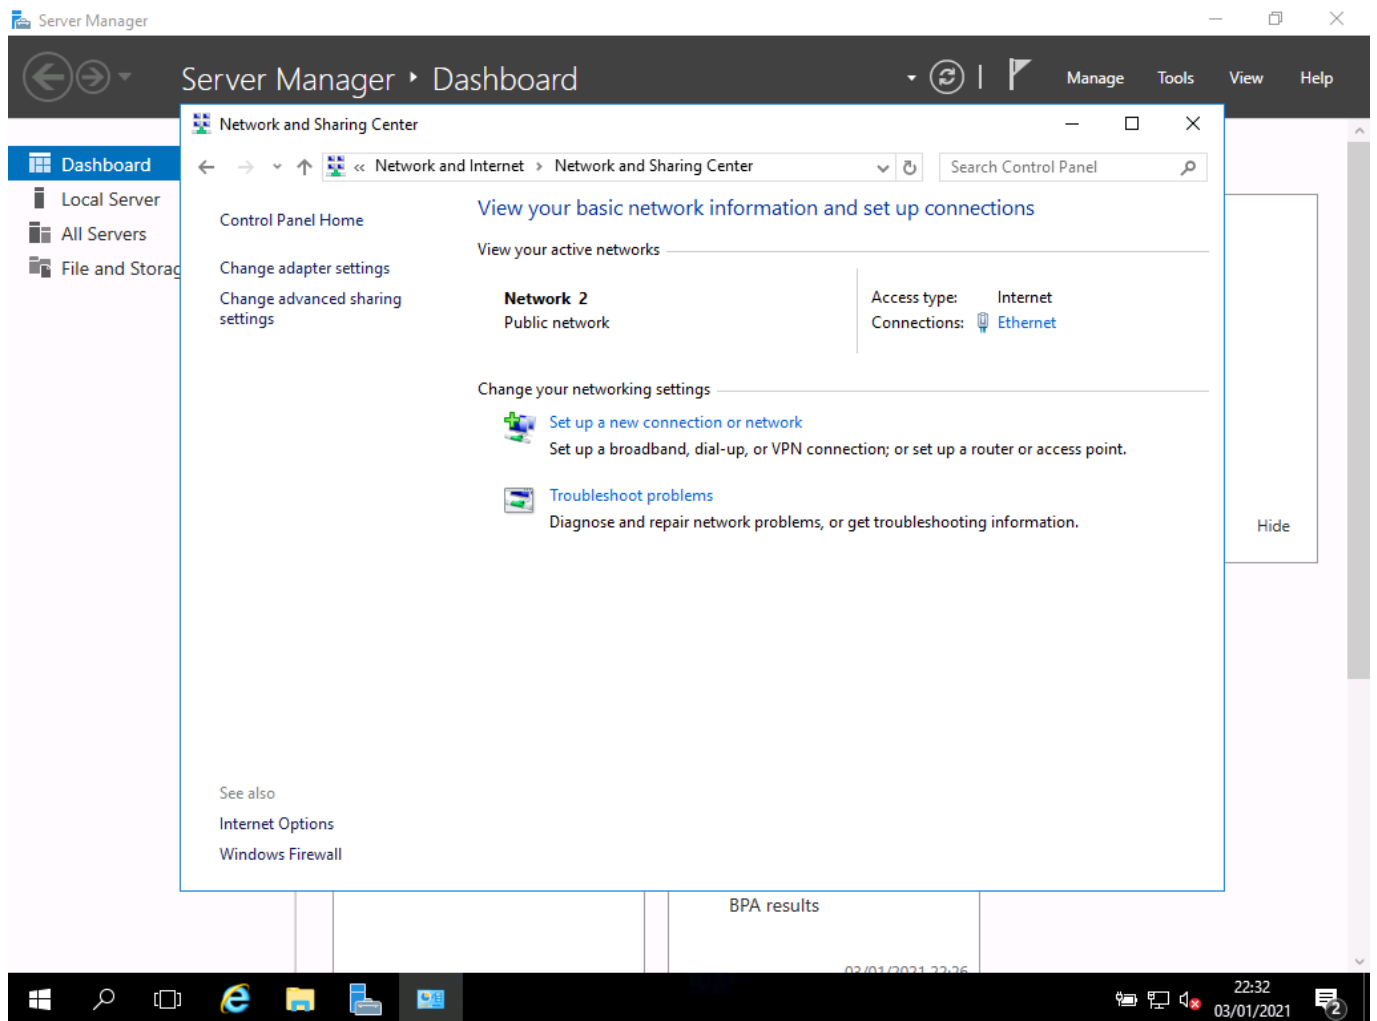 Server Manager
Server Manager Dashboard
Manage Tools View Help
Network and Sharing Center
« Network and Internet > Network and Sharing Center
Search Control Panel
Dashboard
Local Server
All Servers
File and Storag
Control Panel Home
Change adapter settings
Change advanced sharing
settings
View your basic network information and set up connections
View your active networks
Network 2
Public network
Access type: Internet
Connections: Ethernet
Change your networking settings
Set up a new connection or network
Set up a broadband, dial-up, or VPN connection; or set up a router or access point.
Troubleshoot problems
Diagnose and repair network problems, or get troubleshooting information.
Hide
See also
Internet Options
Windows Firewall
BPA results
03/01/2021 22:26
22:32
03/01/2021
2